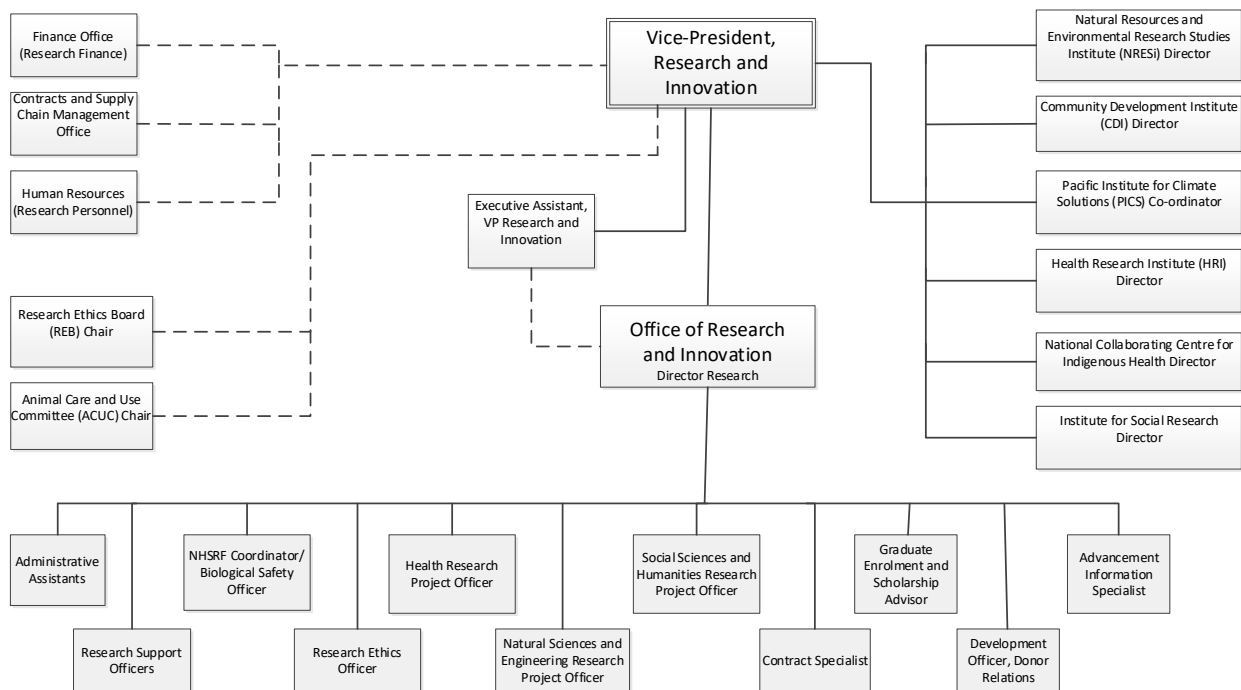 Finance Office
(Research Finance)
Contracts and Supply
Chain Management
Office
Human Resources
(Research Personnel)
Research Ethics Board
(REB) Chair
Animal Care and Use
Committee (ACUC) Chair
Vice-President,
Research and
Innovation
Executive Assistant,
VP Research and
Innovation
Office of Research
and Innovation
Director Research
Natural Resources and
Environmental Research Studies
Institute (NRESi) Director
Community Development Institute
(CDI) Director
Pacific Institute for Climate
Solutions (PICS) Co-ordinator
Health Research Institute (HRI)
Director
National Collaborating Centre for
Indigenous Health Director
Institute for Social Research
Director
Administrative
Assistants
Research Support
Officers
NHSRF Coordinator/
Biological Safety
Officer
Research Ethics
Officer
Health Research
Project Officer
Natural Sciences and
Engineering Research
Project Officer
Social Sciences and
Humanities Research
Project Officer
Contract Specialist
Graduate
Enrolment and
Scholarship
Advisor
Development
Officer, Donor
Relations
Advancement
Information
Specialist